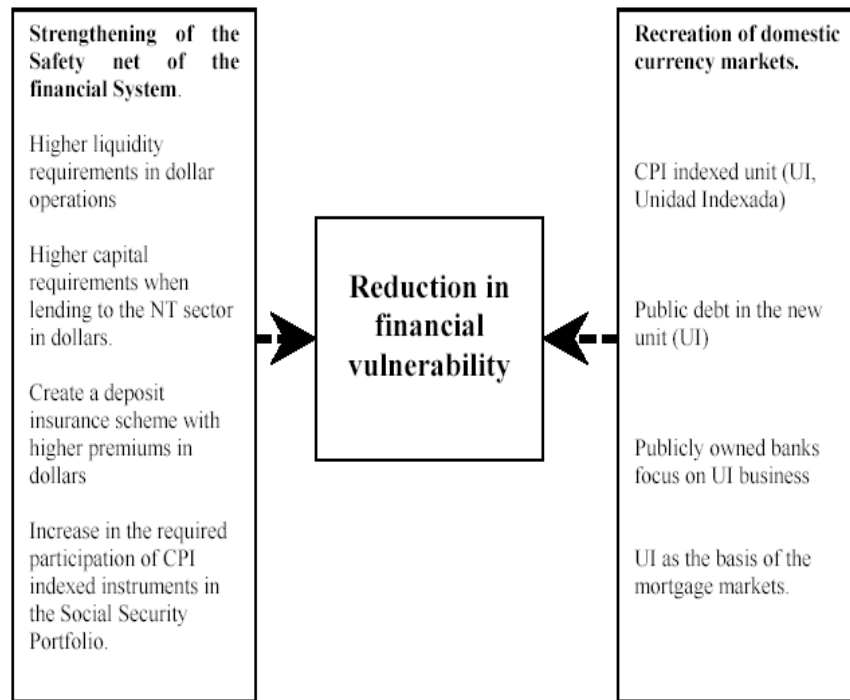 Strengthening of the
Safety net of the
financial System.
Higher liquidity
requirements in dollar
operations
Higher capital
requirements when
lending to the NT sector
in dollars.
Create a deposit
insurance scheme with
higher premiums in
dollars
Increase in the required
participation of CPI
indexed instruments in
the Social Security
Portfolio.
Reduction in
financial
vulnerability
Recreation of domestic
currency markets.
CPI indexed unit (UI,
Unidad Indexada)
Public debt in the new
unit (UI)
Publicly owned banks
focus on UI business
UI as the basis of the
mortgage markets.